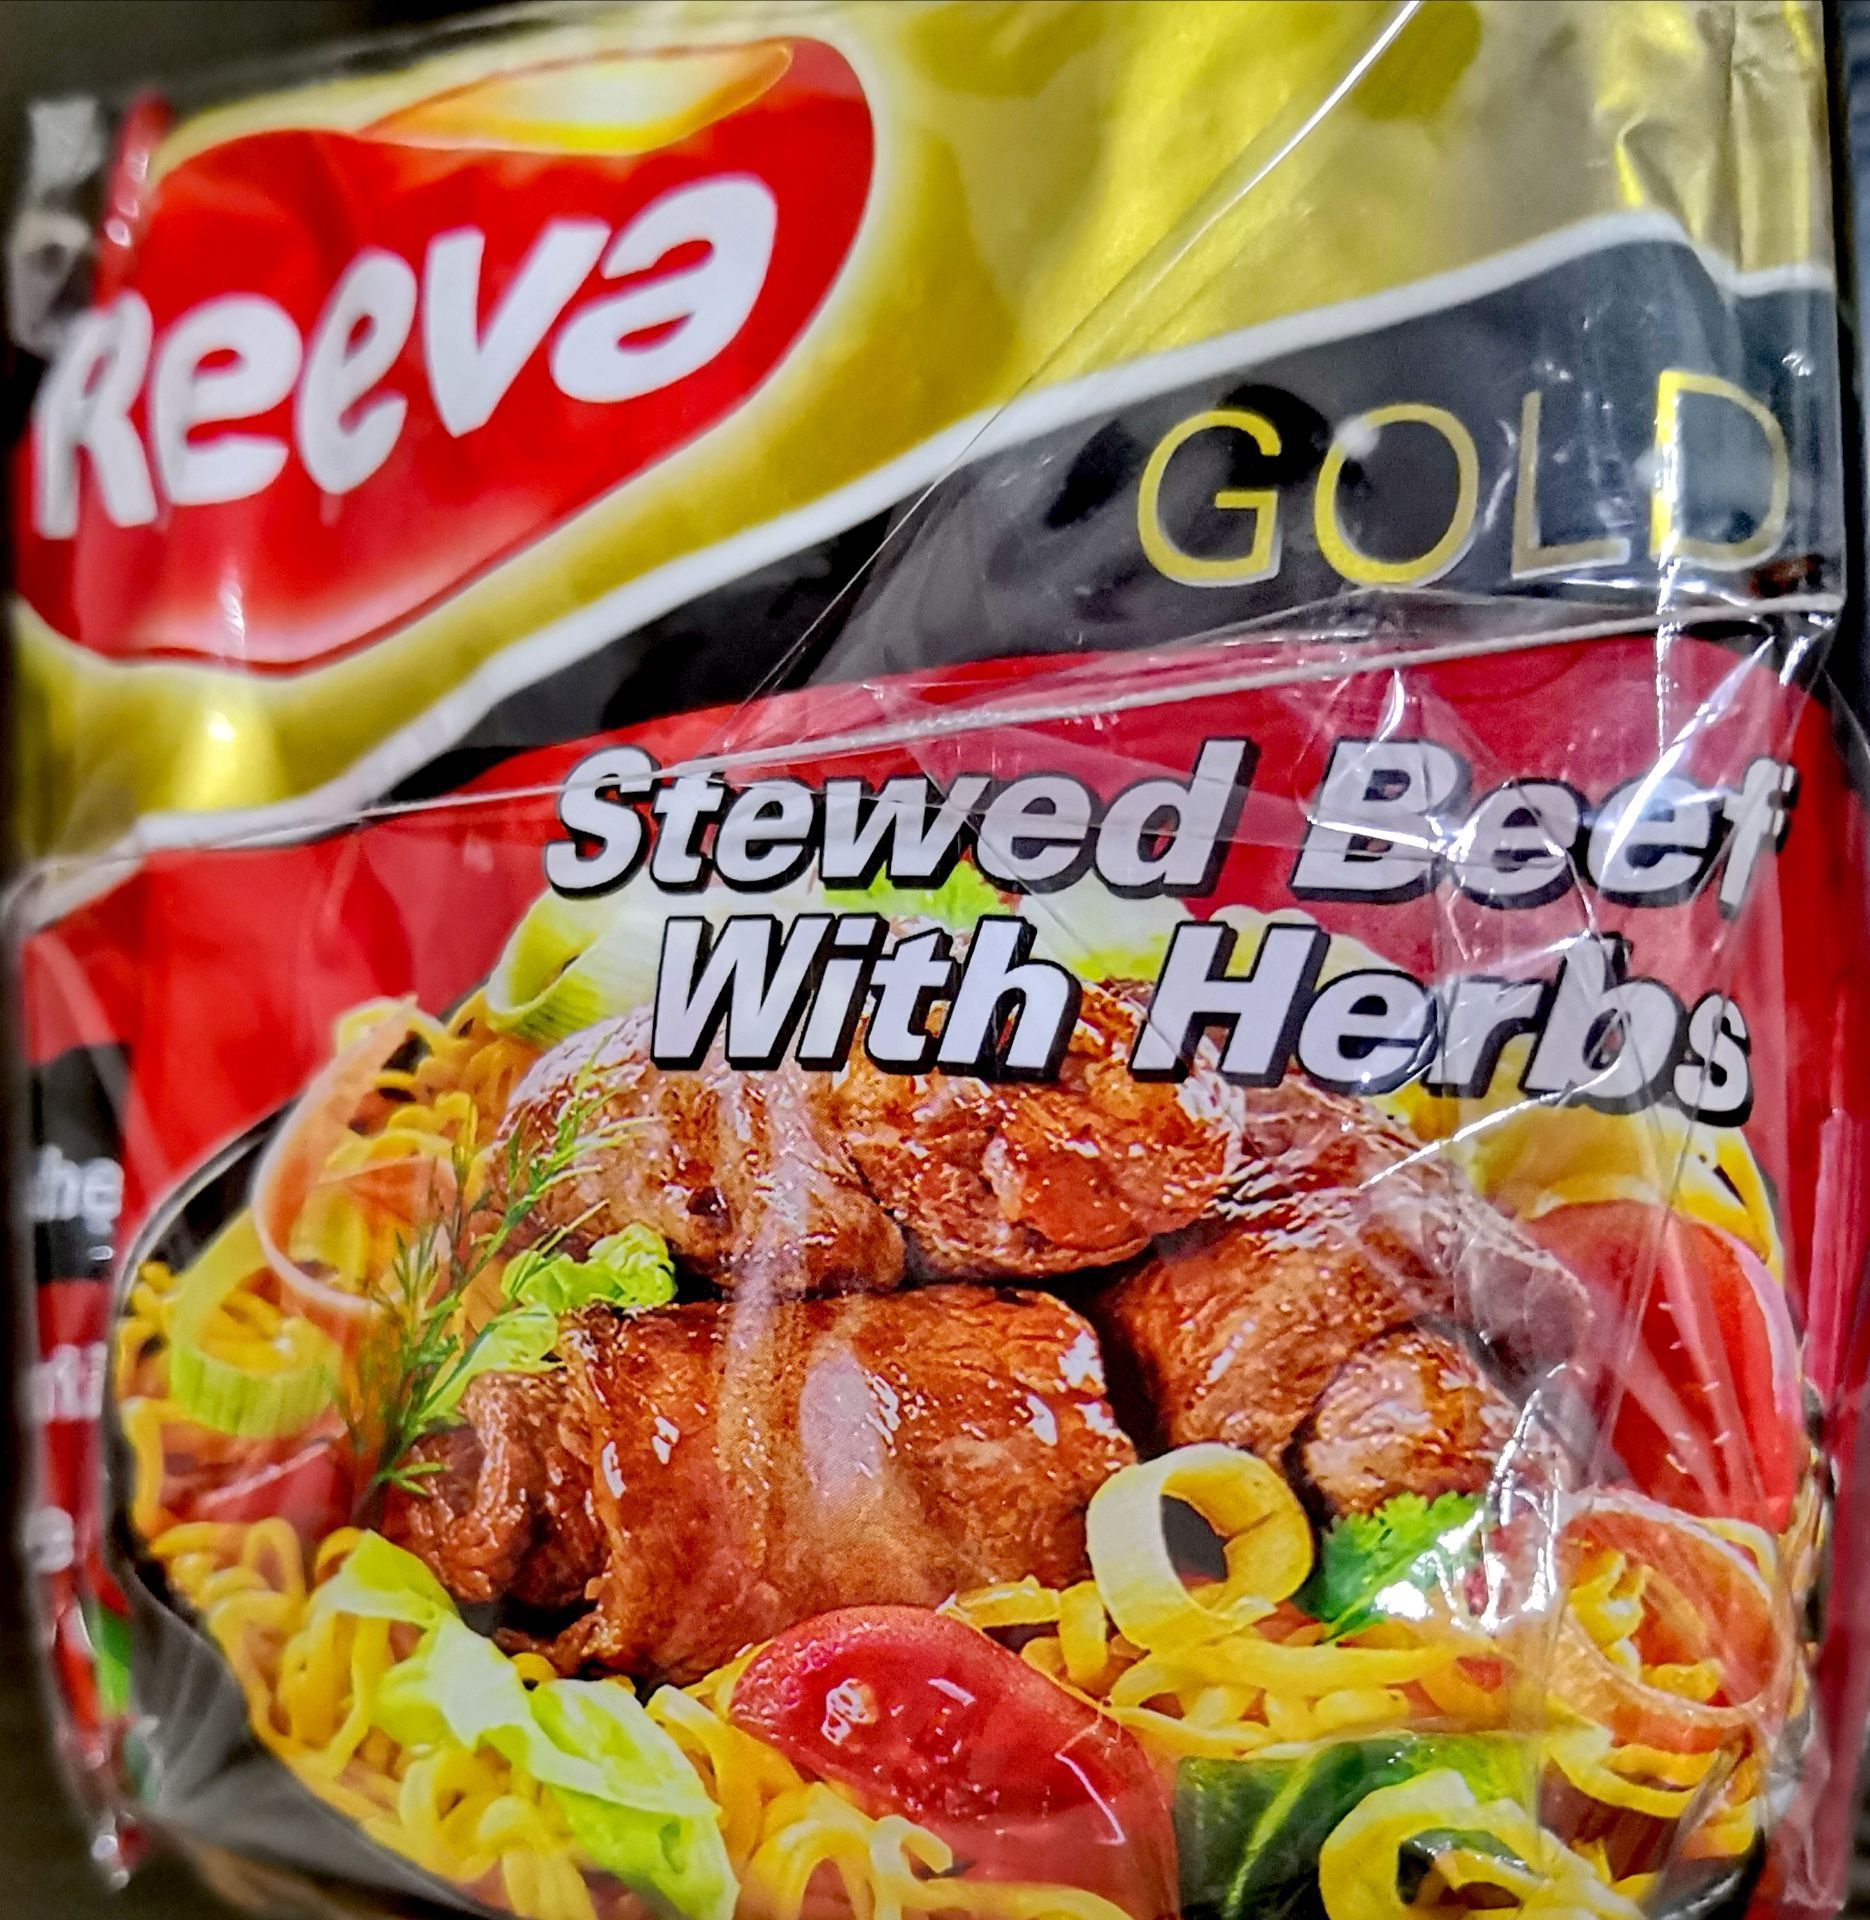 Reeva
GOLD
Stewed Beef
With Herbs